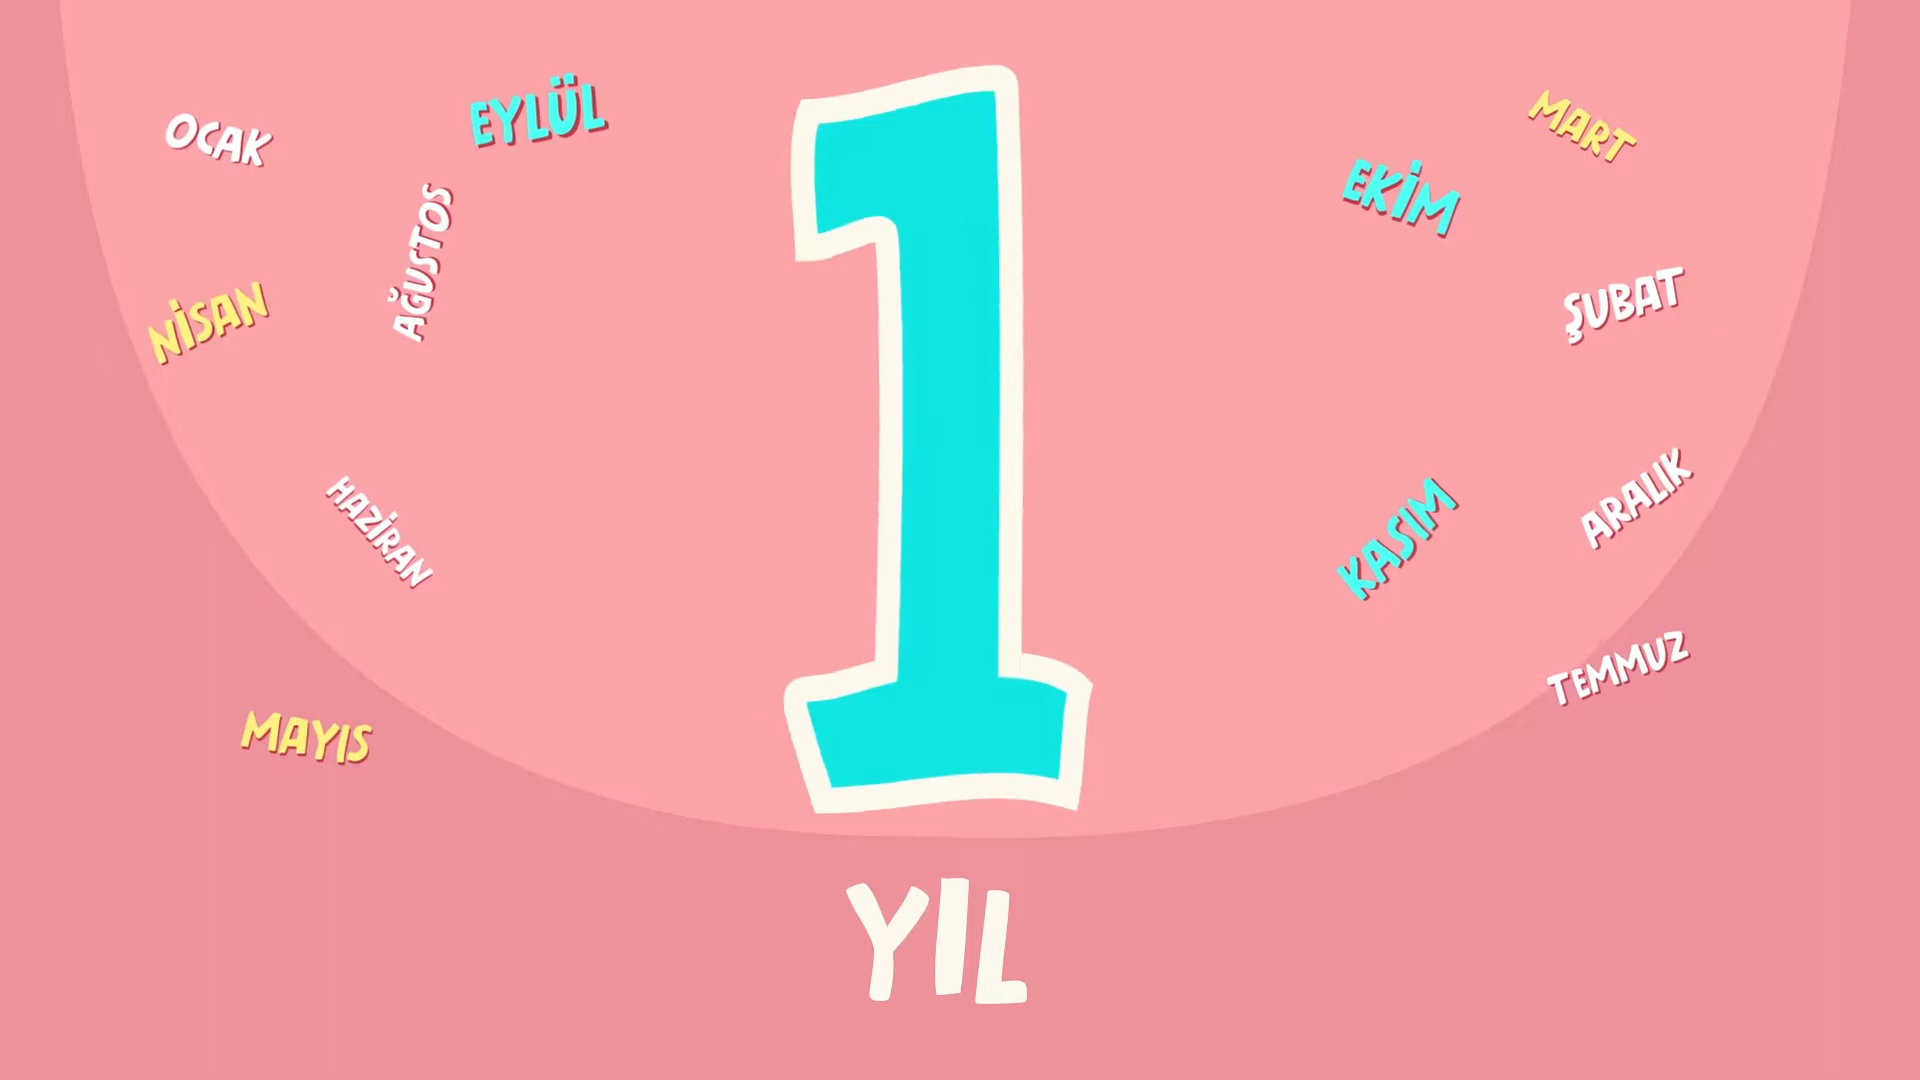 OCAK
EYLÜL
MART
EKİM
AĞUSTOS
NİSAN
ŞUBAT
1
HAZİRAN
KASIM
ARALIK
TEMMUZ
MAYIS
YIL